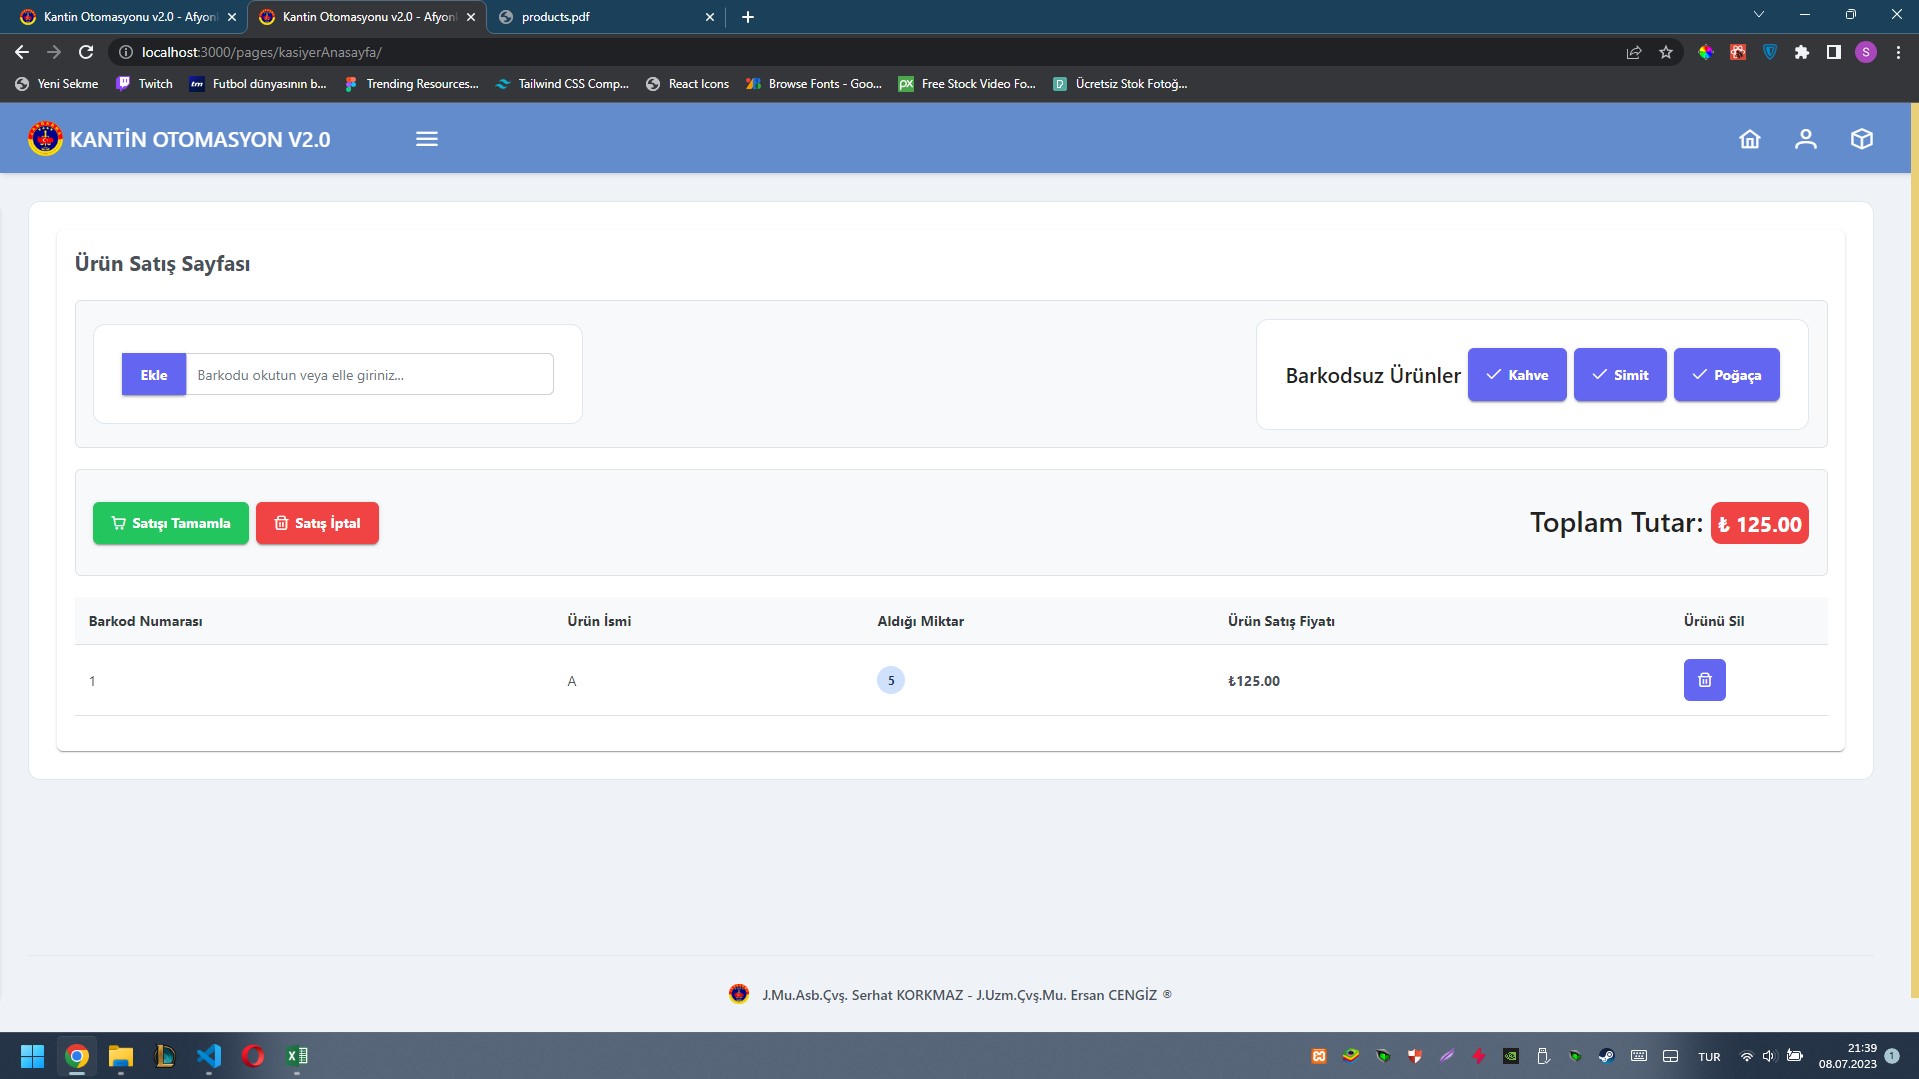 Kantin Otomasyonu v2.0 - Afyon
Kantin Otomasyonu v2.0 - Afyon
products.pdf
localhost:3000/pages/kasiyerAnasayfa/
S
Yeni Sekme
Twitch
tm
Futbol dünyasının b...
Trending Resources...
Tailwind CSS Comp...
React Icons
Browse Fonts - Goo...
px
Free Stock Video Fo...
Ücretsiz Stok Fotoğ...
KANTİN OTOMASYON V2.0
Ürün Satış Sayfası
Ekle
Barkodu okutun veya elle giriniz...
Barkodsuz Ürünler
Kahve
Simit
Poğaça
Satışı Tamamla
Satış İptal
Toplam Tutar: ₺ 125.00
Barkod Numarası Ürün İsmi Aldığı Miktar Ürün Satış Fiyatı Ürünü Sil
1 A 5 ₺125.00
J.Mu.Asb.Çvş. Serhat KORKMAZ - J.Uzm.Çvş.Mu. Ersan CENGİZ ®
TUR
21:39
08.07.2023
1